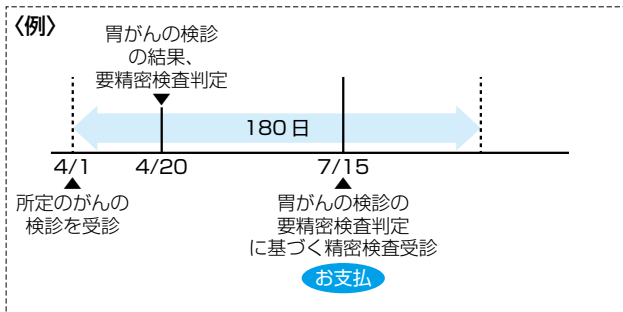 〈例〉
胃がんの検診
の結果、
要精密検査判定
▼
180日
4/1
4/20
7/15
▲
所定のがんの
検診を受診
▲
胃がんの検診の
要精密検査判定
に基づく精密検査受診
お支払